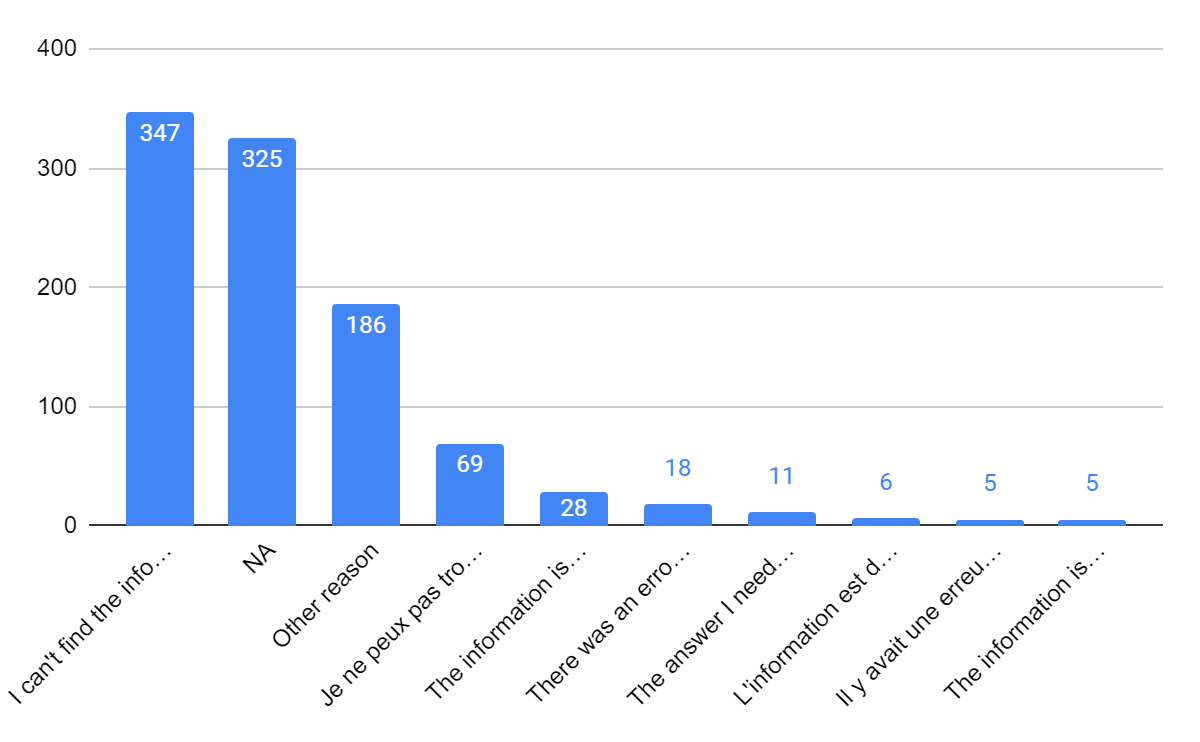 400
300
200
100
0
347
325
186
69
28
18
11
6
5
5
I can't find the info…
NA
Other reason
Je ne peux pas tro…
The information is…
There was an erro…
The answer I need…
L'information est d…
Il y avait une erreu…
The information is…